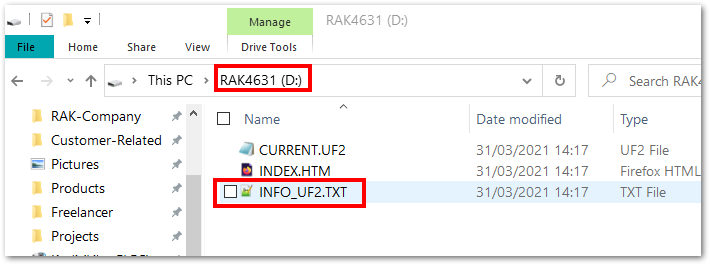 Manage
RAK4631 (D:)
File
Home
Share
View
Drive Tools
This PC
RAK4631 (D:)
Search RAK4
Name
Date modified
Type
RAK-Company
Customer-Related
Pictures
Products
Freelancer
Projects
CURRENT.UF2
31/03/2021 14:17
UF2 File
INDEX.HTM
31/03/2021 14:17
Firefox HTML
INFO_UF2.TXT
31/03/2021 14:17
TXT File